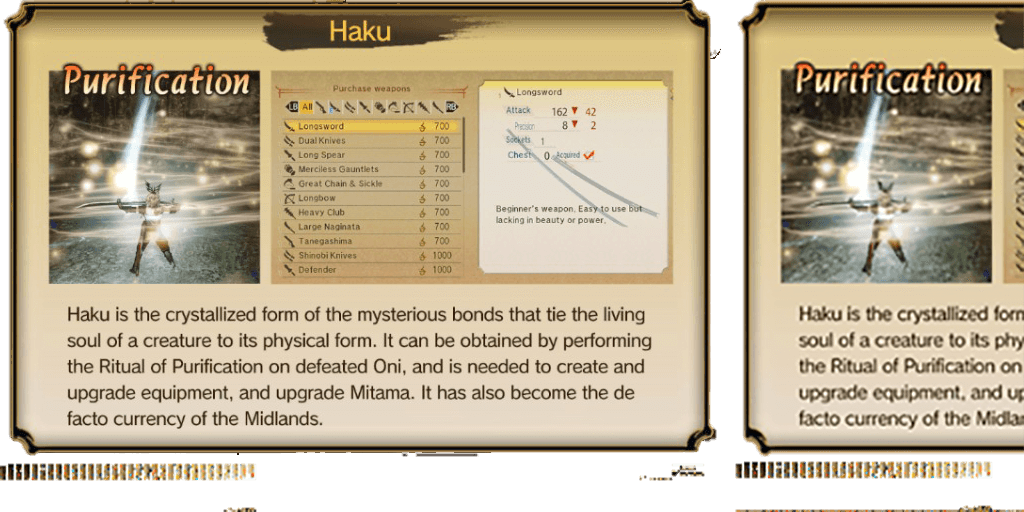 Haku
Purification
Purchase weapons
LB All RB
Longsword 700
Dual Knives 700
Long Spear 700
Merciless Gauntlets 700
Great Chain & Sickle 700
Longbow 700
Heavy Club 700
Large Naginata 700
Tanegashima 700
Shinobi Knives 1000
Defender 1000
Longsword
Attack 162 ▼ 42
Precision 8 ▼ 2
Sockets 1
Chest 0 Acquired
Beginner's weapon. Easy to use but
lacking in beauty or power.
Haku is the crystallized form of the mysterious bonds that tie the living
soul of a creature to its physical form. It can be obtained by performing
the Ritual of Purification on defeated Oni, and is needed to create and
upgrade equipment, and upgrade Mitama. It has also become the de
facto currency of the Midlands.
Purification
Haku is the crystallized form
soul of a creature to its phy
the Ritual of Purification on
upgrade equipment, and up
facto currency of the Midla